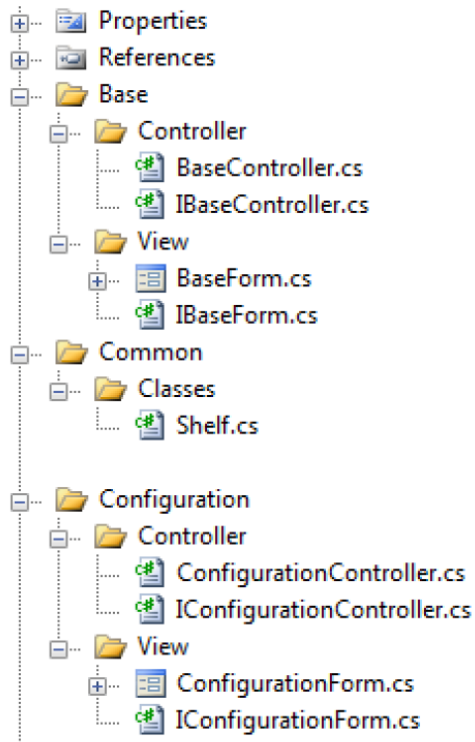 Properties
References
Base
Controller
BaseController.cs
IBaseController.cs
View
BaseForm.cs
IBaseForm.cs
Common
Classes
Shelf.cs
Configuration
Controller
ConfigurationController.cs
IConfigurationController.cs
View
ConfigurationForm.cs
IConfigurationForm.cs